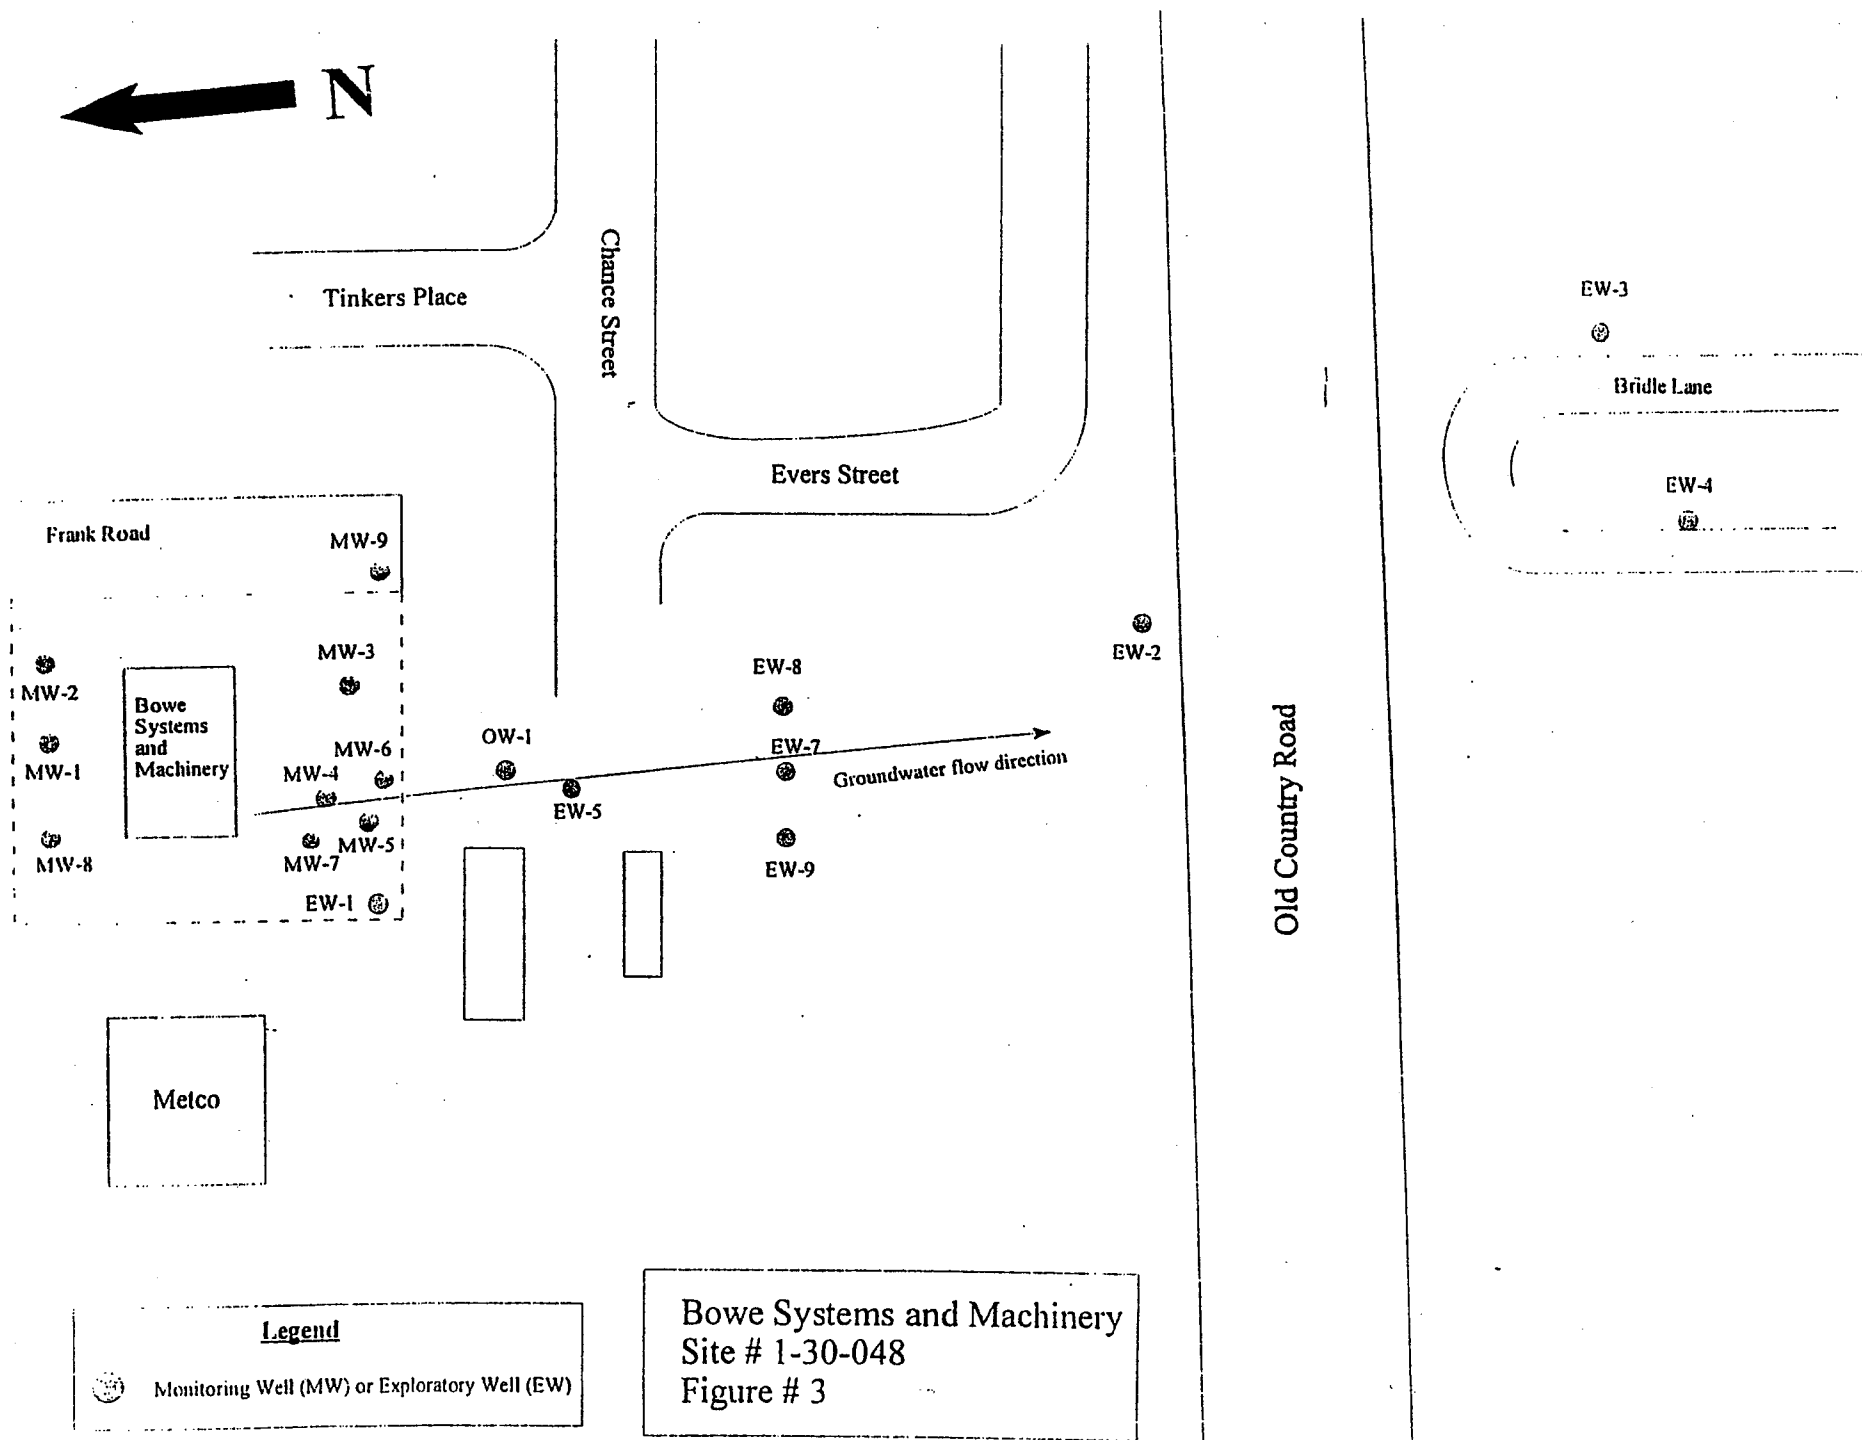 N
Chance Street
Tinkers Place
EW-3
Bridle Lane
Evers Street
EW-4
Frank Road
MW-9
EW-2
MW-3
EW-8
MW-2
Bowe
Systems
and
Machinery
OW-1
MW-6
EW-7
MW-1
MW-4
Groundwater flow direction
EW-5
Old Country Road
MW-5
MW-8
MW-7
EW-9
EW-1
Metco
Legend
Monitoring Well (MW) or Exploratory Well (EW)
Bowe Systems and Machinery
Site # 1-30-048
Figure # 3